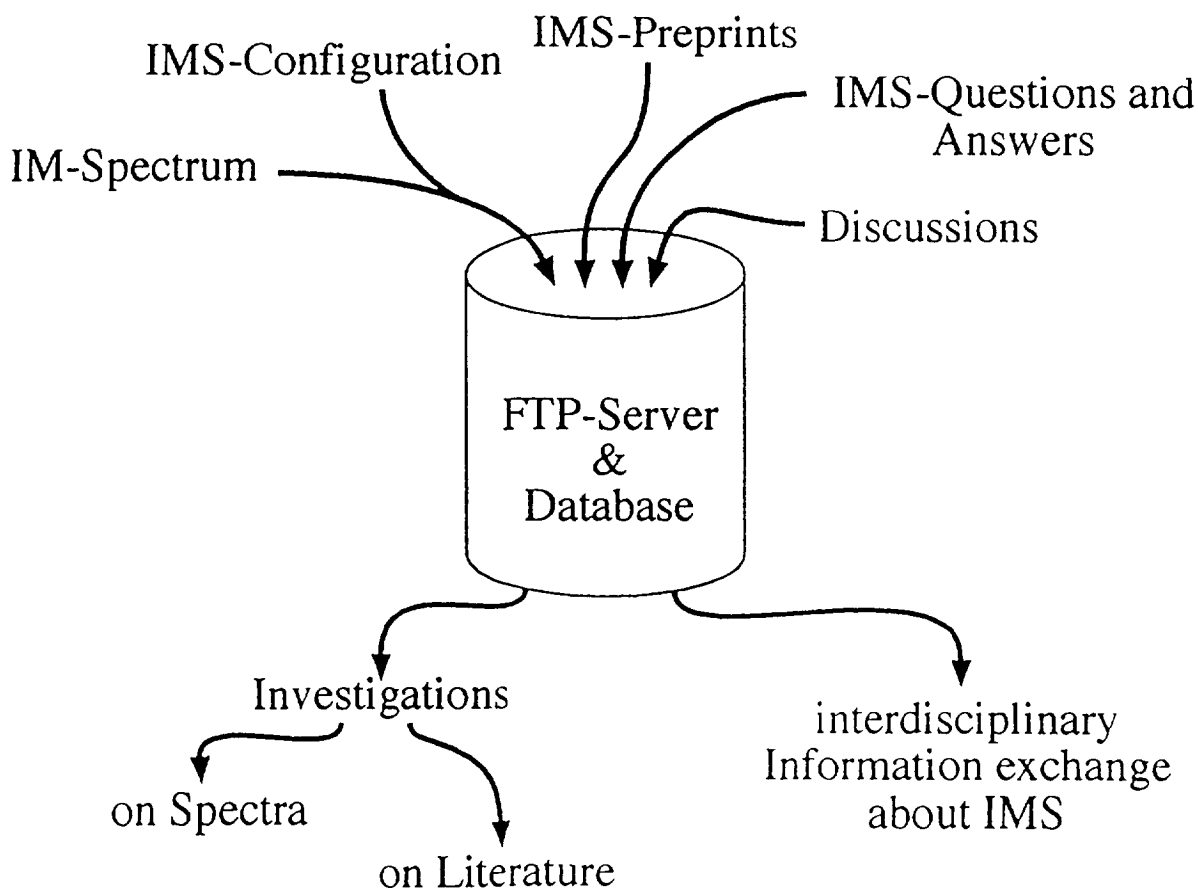 IMS-Preprints
IMS-Configuration
IMS-Questions and
Answers
IM-Spectrum
Discussions
FTP-Server
&
Database
Investigations
on Spectra
on Literature
interdisciplinary
Information exchange
about IMS